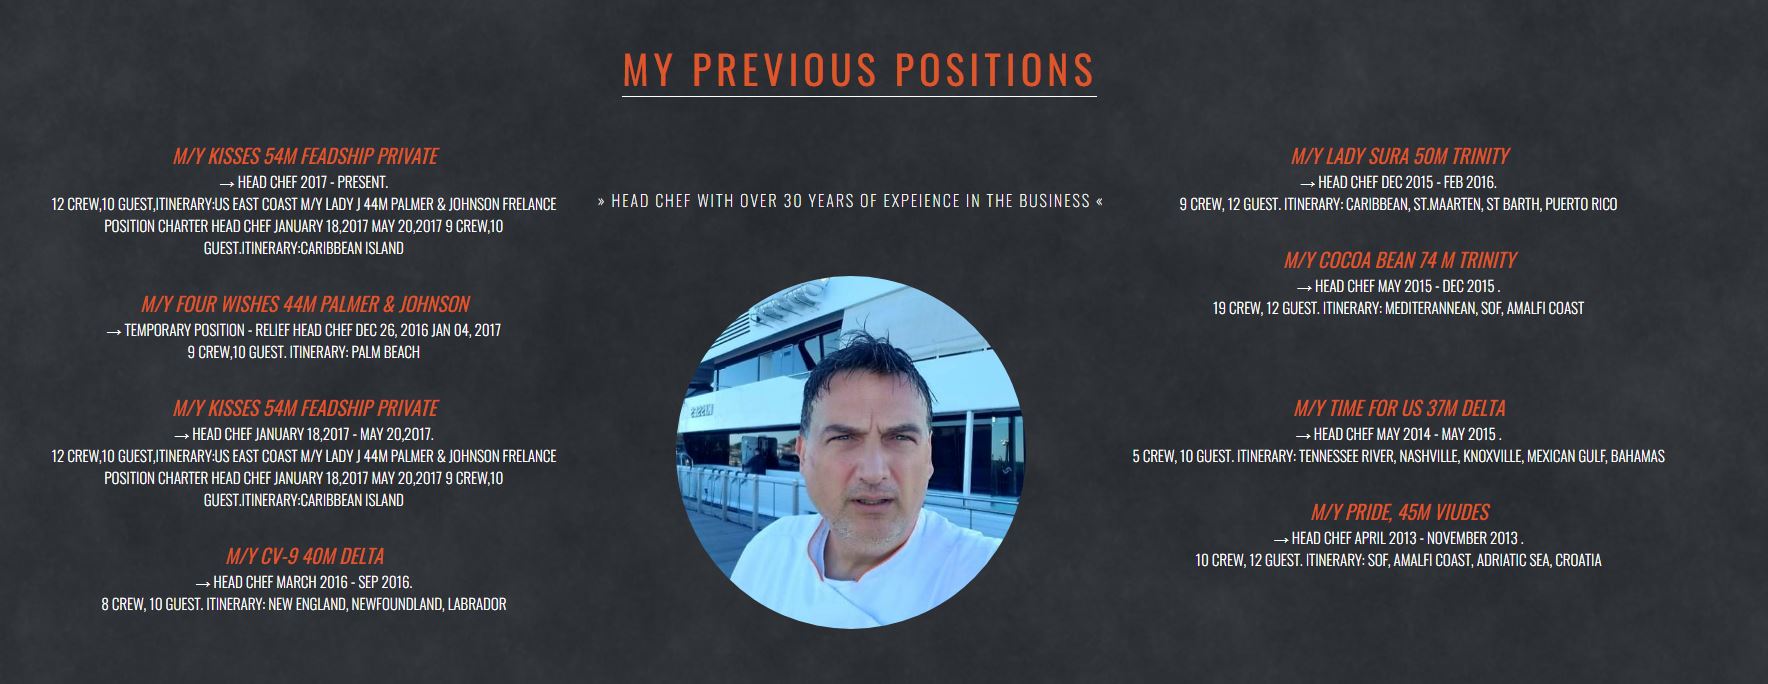 MY PREVIOUS POSITIONS
M/Y KISSES 54M FEADSHIP PRIVATE
→ HEAD CHEF 2017 - PRESENT.
12 CREW,10 GUEST,ITINERARY:US EAST COAST M/Y LADY J 44M PALMER & JOHNSON FRELANCE
POSITION CHARTER HEAD CHEF JANUARY 18,2017 MAY 20,2017 9 CREW,10
GUEST.ITINERARY:CARIBBEAN ISLAND
M/Y FOUR WISHES 44M PALMER & JOHNSON
→ TEMPORARY POSITION - RELIEF HEAD CHEF DEC 26, 2016 JAN 04, 2017
9 CREW,10 GUEST. ITINERARY: PALM BEACH
M/Y KISSES 54M FEADSHIP PRIVATE
→ HEAD CHEF JANUARY 18,2017 - MAY 20,2017.
12 CREW,10 GUEST,ITINERARY:US EAST COAST M/Y LADY J 44M PALMER & JOHNSON FRELANCE
POSITION CHARTER HEAD CHEF JANUARY 18,2017 MAY 20,2017 9 CREW,10
GUEST.ITINERARY:CARIBBEAN ISLAND
M/Y CV-9 40M DELTA
→ HEAD CHEF MARCH 2016 - SEP 2016.
8 CREW, 10 GUEST. ITINERARY: NEW ENGLAND, NEWFOUNDLAND, LABRADOR
» HEAD CHEF WITH OVER 30 YEARS OF EXPEIENCE IN THE BUSINESS «
M/Y LADY SURA 50M TRINITY
→ HEAD CHEF DEC 2015 - FEB 2016.
9 CREW, 12 GUEST. ITINERARY: CARIBBEAN, ST.MAARTEN, ST BARTH, PUERTO RICO
M/Y COCOA BEAN 74 M TRINITY
→ HEAD CHEF MAY 2015 - DEC 2015 .
19 CREW, 12 GUEST. ITINERARY: MEDITERANNEAN, SOF, AMALFI COAST
M/Y TIME FOR US 37M DELTA
→ HEAD CHEF MAY 2014 - MAY 2015 .
5 CREW, 10 GUEST. ITINERARY: TENNESSEE RIVER, NASHVILLE, KNOXVILLE, MEXICAN GULF, BAHAMAS
M/Y PRIDE, 45M VIUDES
→ HEAD CHEF APRIL 2013 - NOVEMBER 2013 .
10 CREW, 12 GUEST. ITINERARY: SOF, AMALFI COAST, ADRIATIC SEA, CROATIA